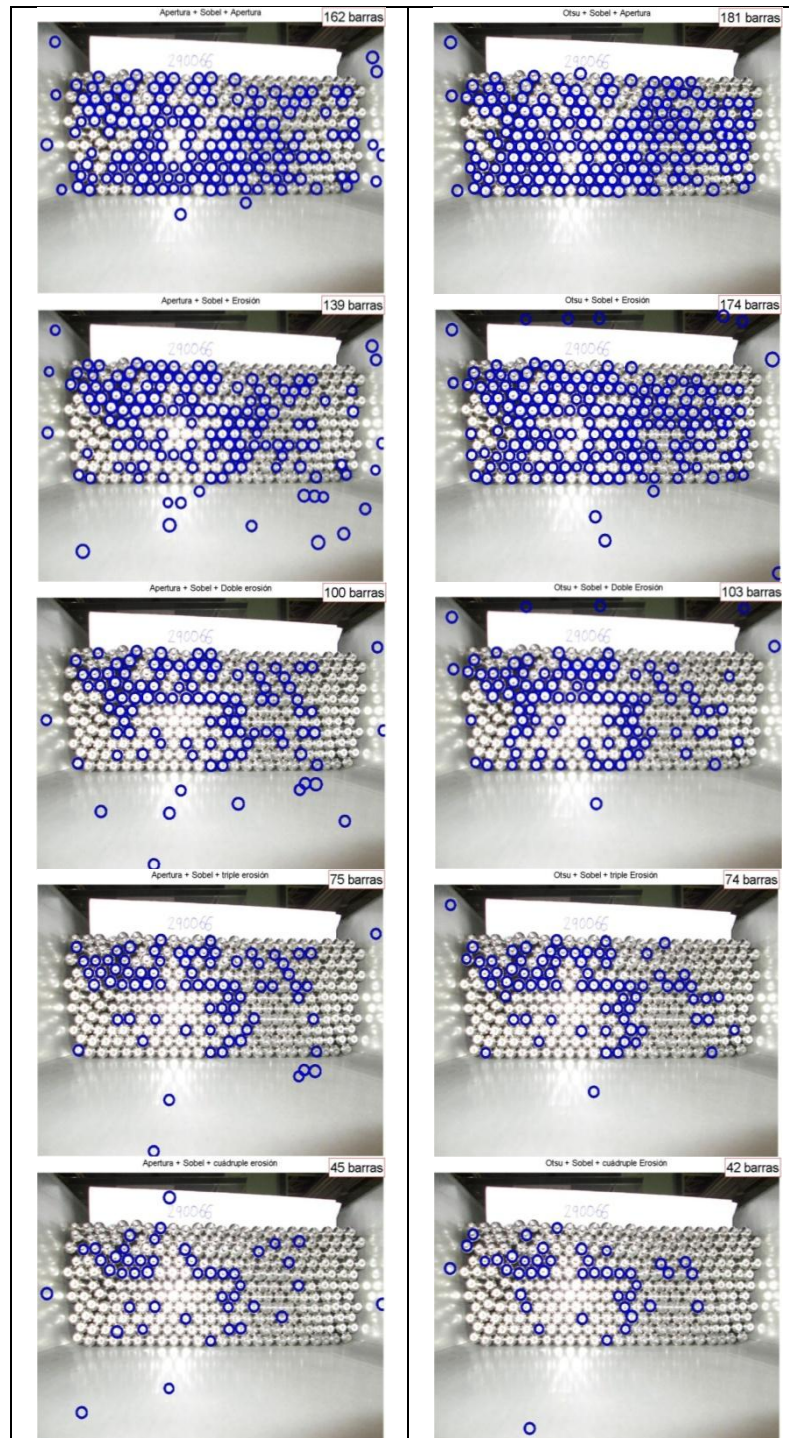 Apertura + Sobel + Apertura
162 barras
290066
Otsu + Sobel + Apertura
181 barras
290066
Apertura + Sobel + Erosión
139 barras
290066
Otsu + Sobel + Erosión
174 barras
290066
Apertura + Sobel + Doble erosión
100 barras
290066
Otsu + Sobel + Doble Erosión
103 barras
290066
Apertura + Sobel + triple erosión
75 barras
290066
Otsu + Sobel + triple Erosión
74 barras
290066
Apertura + Sobel + cuádruple erosión
45 barras
290066
Otsu + Sobel + cuádruple Erosión
42 barras
290066